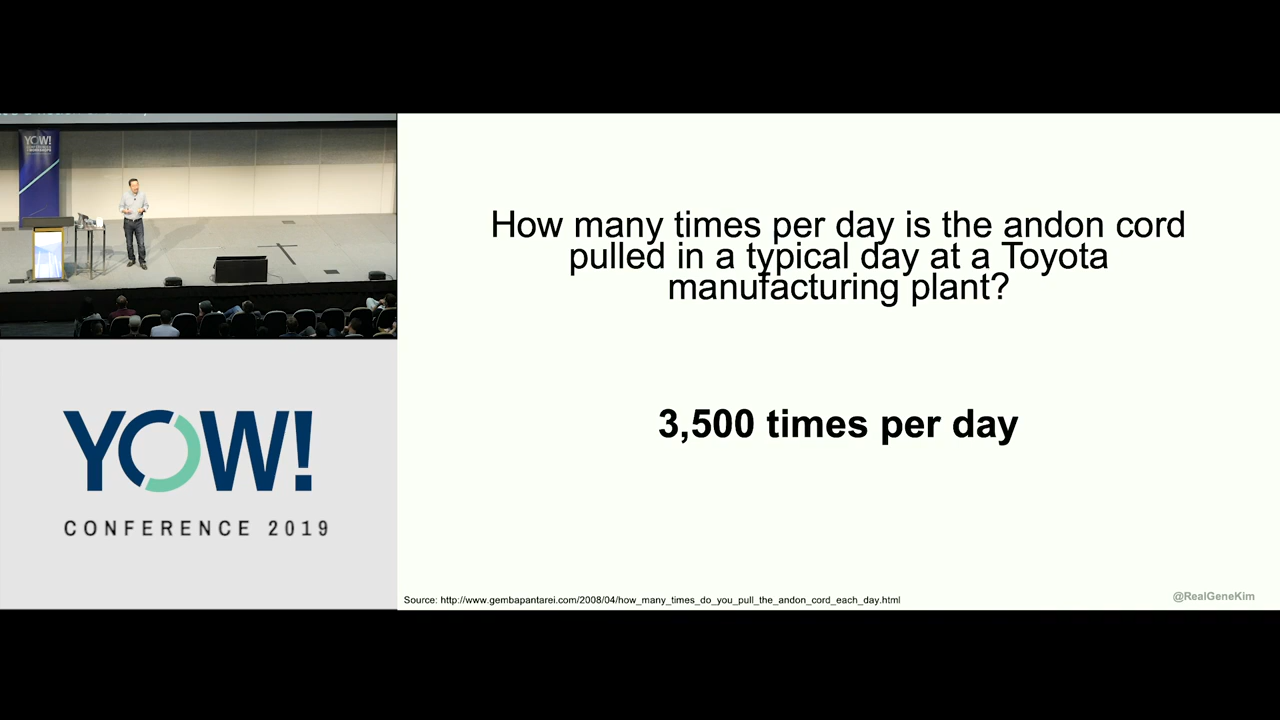 YOW!
How many times per day is the andon cord
pulled in a typical day at a Toyota
manufacturing plant?
3,500 times per day
YOW!
CONFERENCE 2019
Source: http://www.gembapantarei.com/2008/04/how_many_times_do_you_pull_the_andon_cord_each_day.html
@RealGeneKim